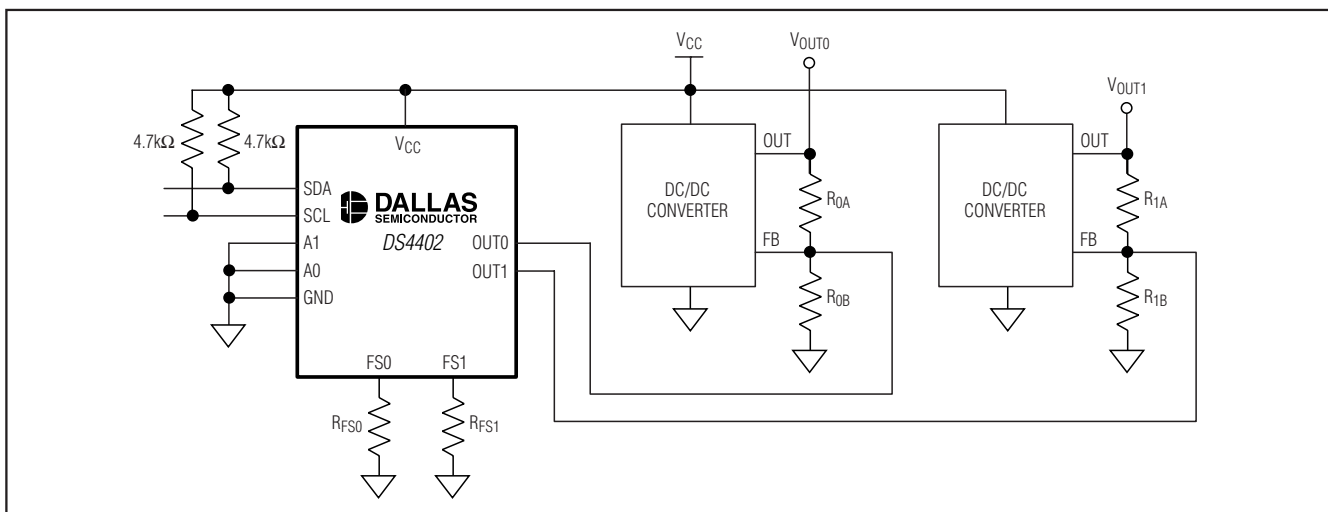 VCC
VOUT0
VOUT1
4.7kΩ
4.7kΩ
VCC
SDA
SCL
A1
A0
GND
DALLAS
SEMICONDUCTOR
DS4402
OUT0
OUT1
FS0
FS1
RFS0
RFS1
OUT
DC/DC
CONVERTER
FB
R0A
R0B
OUT
DC/DC
CONVERTER
FB
R1A
R1B